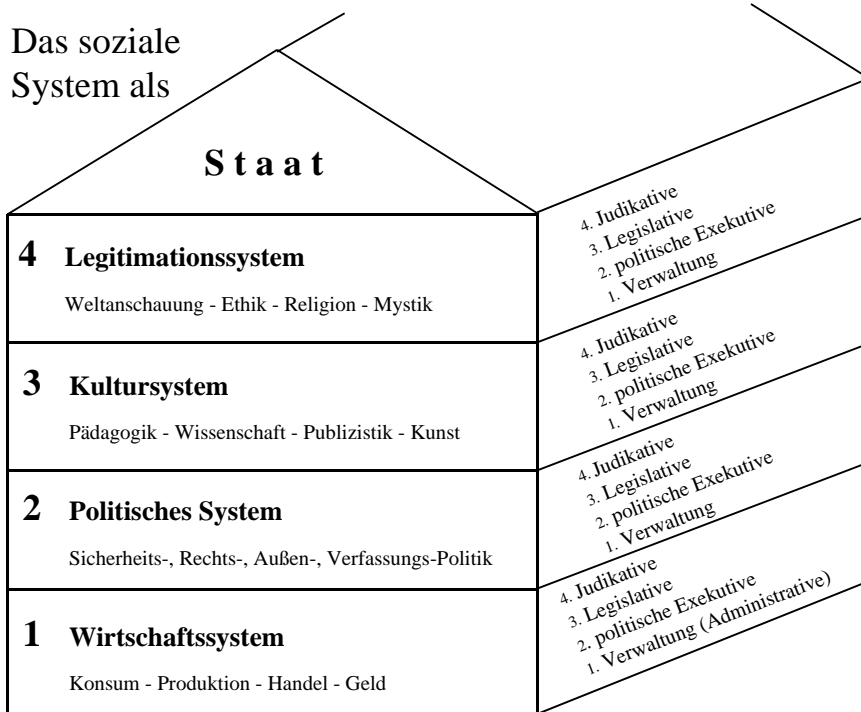 Das soziale
System als
S t a a t
4 Legitimationssystem
Weltanschauung - Ethik - Religion - Mystik
4. Judikative
3. Legislative
2. politische Exekutive
1. Verwaltung
3 Kultursystem
Pädagogik - Wissenschaft - Publizistik - Kunst
4. Judikative
3. Legislative
2. politische Exekutive
1. Verwaltung
2 Politisches System
Sicherheits-, Rechts-, Außen-, Verfassungs-Politik
4. Judikative
3. Legislative
2. politische Exekutive
1. Verwaltung
1 Wirtschaftssystem
Konsum - Produktion - Handel - Geld
4. Judikative
3. Legislative
2. politische Exekutive
1. Verwaltung (Administrative)